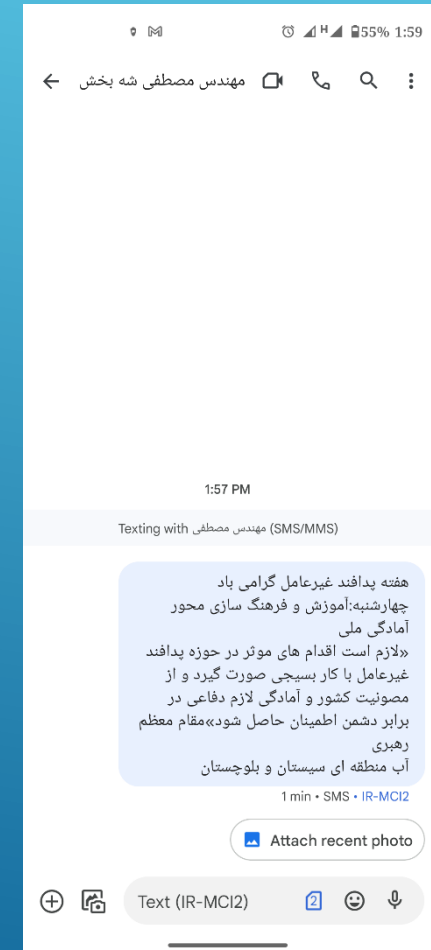 H 55% 1:59
مهندس مصطفی شه بخش
1:57 PM
Texting with مهندس مصطفی (SMS/MMS)
هفته پدافند غیرعامل گرامی باد
چهارشنبه:آموزش و فرهنگ سازی محور
آمادگی ملی
«لازم است اقدام های موثر در حوزه پدافند
غیرعامل با کار بسیجی صورت گیرد و از
مصونیت کشور و آمادگی لازم دفاعی در
برابر دشمن اطمینان حاصل شود»مقام معظم
رهبری
آب منطقه ای سیستان و بلوچستان
1 min • SMS • IR-MCI2
Attach recent photo
Text (IR-MCI2) 2